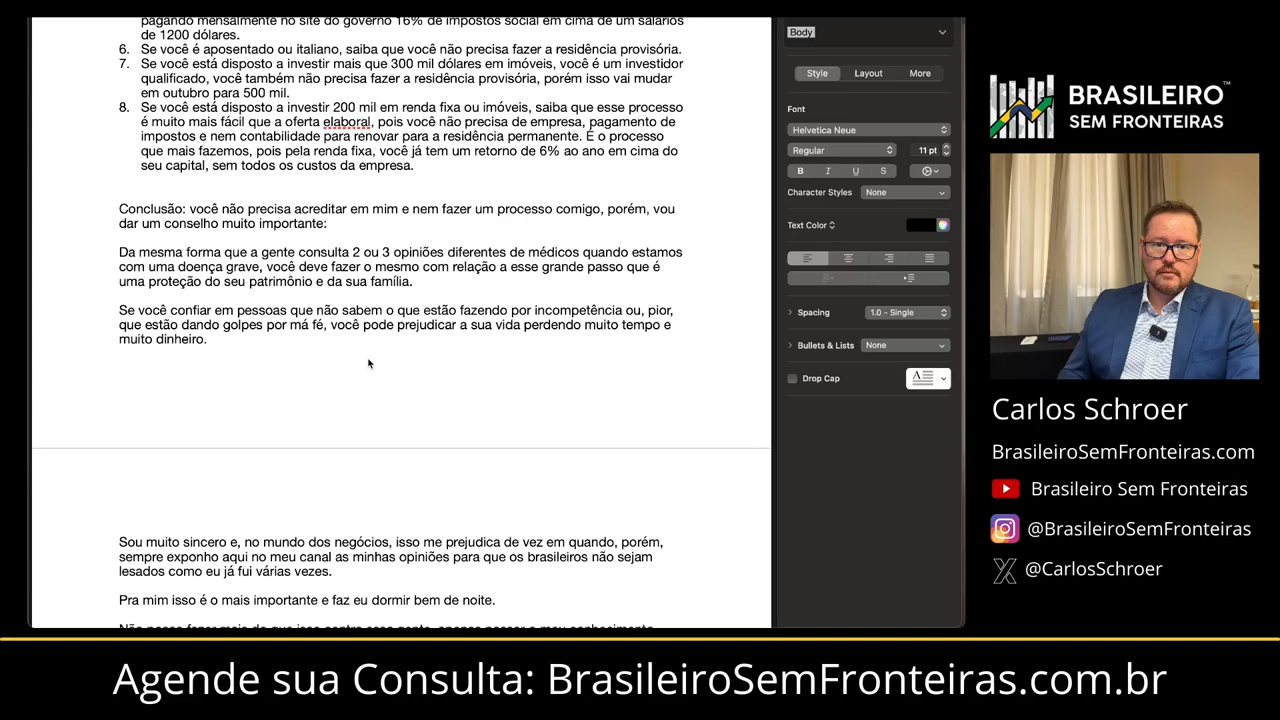 pagando mensalmente no site do governo 16% de impostos social em cima de um salários
de 1200 dólares.
6. Se você é aposentado ou italiano, saiba que você não precisa fazer a residência provisória.
7. Se você está disposto a investir mais que 300 mil dólares em imóveis, você é um investidor
qualificado, você também não precisa fazer a residência provisória, porém isso vai mudar
em outubro para 500 mil.
8. Se você está disposto a investir 200 mil em renda fixa ou imóveis, saiba que esse processo
é muito mais fácil que a oferta elaboral, pois você não precisa de empresa, pagamento de
impostos e nem contabilidade para renovar para a residência permanente. É o processo
que mais fazemos, pois pela renda fixa, você já tem um retorno de 6% ao ano em cima do
seu capital, sem todos os custos da empresa.
Conclusão: você não precisa acreditar em mim e nem fazer um processo comigo, porém, vou
dar um conselho muito importante:
Da mesma forma que a gente consulta 2 ou 3 opiniões diferentes de médicos quando estamos
com uma doença grave, você deve fazer o mesmo com relação a esse grande passo que é
uma proteção do seu patrimônio e da sua família.
Se você confiar em pessoas que não sabem o que estão fazendo por incompetência ou, pior,
que estão dando golpes por má fé, você pode prejudicar a sua vida perdendo muito tempo e
muito dinheiro.
Sou muito sincero e, no mundo dos negócios, isso me prejudica de vez em quando, porém,
sempre exponho aqui no meu canal as minhas opiniões para que os brasileiros não sejam
lesados como eu já fui várias vezes.
Pra mim isso é o mais importante e faz eu dormir bem de noite.
Body
Style Layout More
Font
Helvetica Neue
Regular 11 pt
B I U S
Character Styles None
Text Color
Spacing 1.0 - Single
Bullets & Lists None
Drop Cap
A
BRASILEIRO™
SEM FRONTEIRAS
Carlos Schroer
BrasileiroSemFronteiras.com
Brasileiro Sem Fronteiras
@BrasileiroSemFronteiras
@CarlosSchroer
Agende sua Consulta: BrasileiroSemFronteiras.com.br